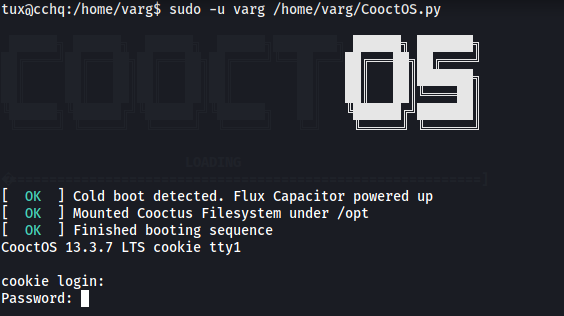 tux@cchq:/home/varg$ sudo -u varg /home/varg/CooctOS.py
COOCTOS
LOADING
[  OK  ] Cold boot detected. Flux Capacitor powered up
[  OK  ] Mounted Cooctus Filesystem under /opt
[  OK  ] Finished booting sequence
CooctOS 13.3.7 LTS cookie tty1
cookie login:
Password: